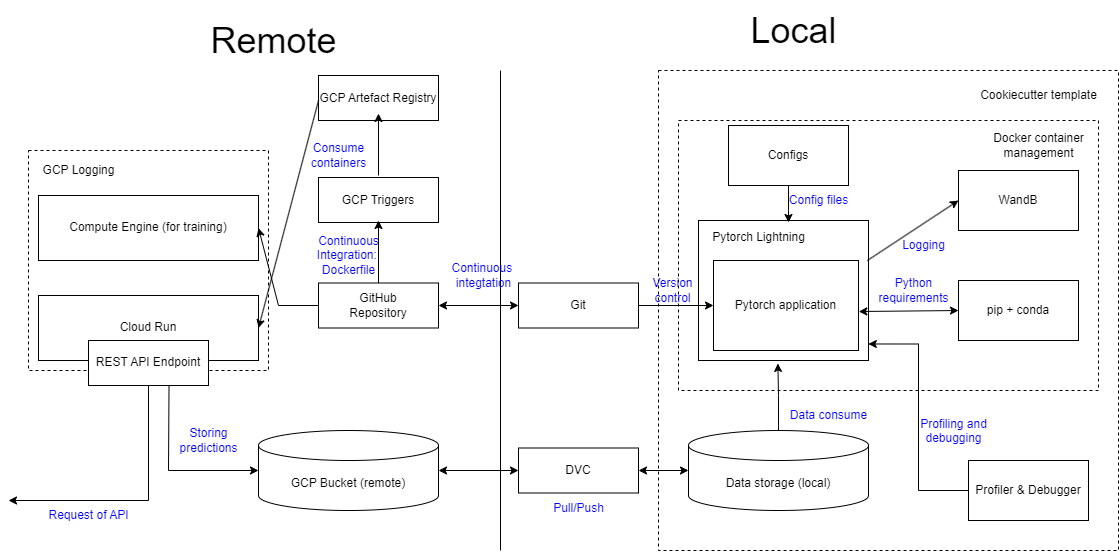 Remote
Local
GCP Artefact Registry
Cookiecutter template
Consume
containers
Configs
Docker container
management
GCP Logging
GCP Triggers
Config files
WandB
Compute Engine (for training)
Continuous
Integration:
Dockerfile
Pytorch Lightning
Logging
GitHub
Repository
Continuous
integtation
Git
Version
control
Pytorch application
Python
requirements
pip + conda
Cloud Run
REST API Endpoint
Storing
predictions
Data consume
Profiling and
debugging
GCP Bucket (remote)
DVC
Pull/Push
Data storage (local)
Profiler & Debugger
Request of API